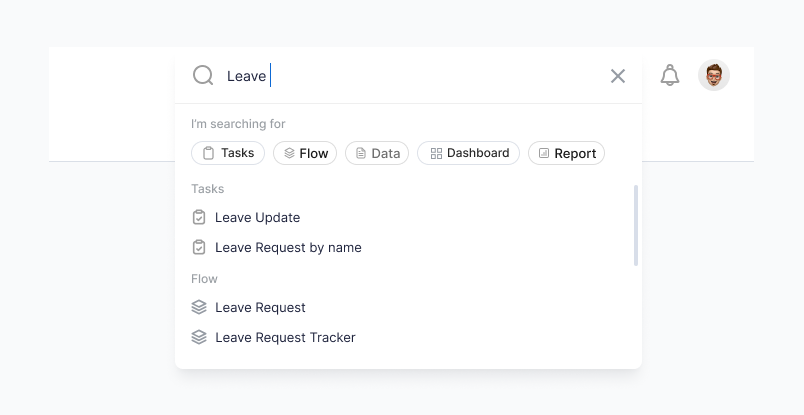 Leave
I'm searching for
Tasks Flow Data Dashboard Report
Tasks
Leave Update
Leave Request by name
Flow
Leave Request
Leave Request Tracker